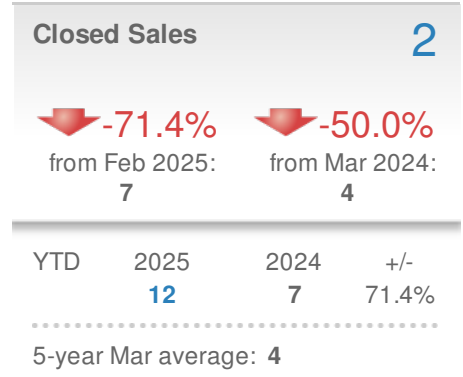 Closed Sales 2
-71.4% -50.0%
from Feb 2025: from Mar 2024:
7 4
YTD 2025 2024 +/-
12 7 71.4%
5-year Mar average: 4